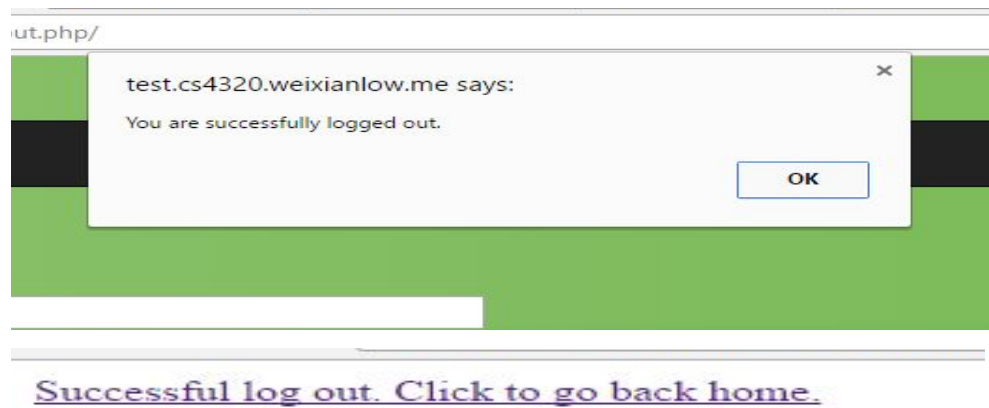 ut.php/
test.cs4320.weixianlow.me says:
You are successfully logged out.
OK
Successful log out. Click to go back home.